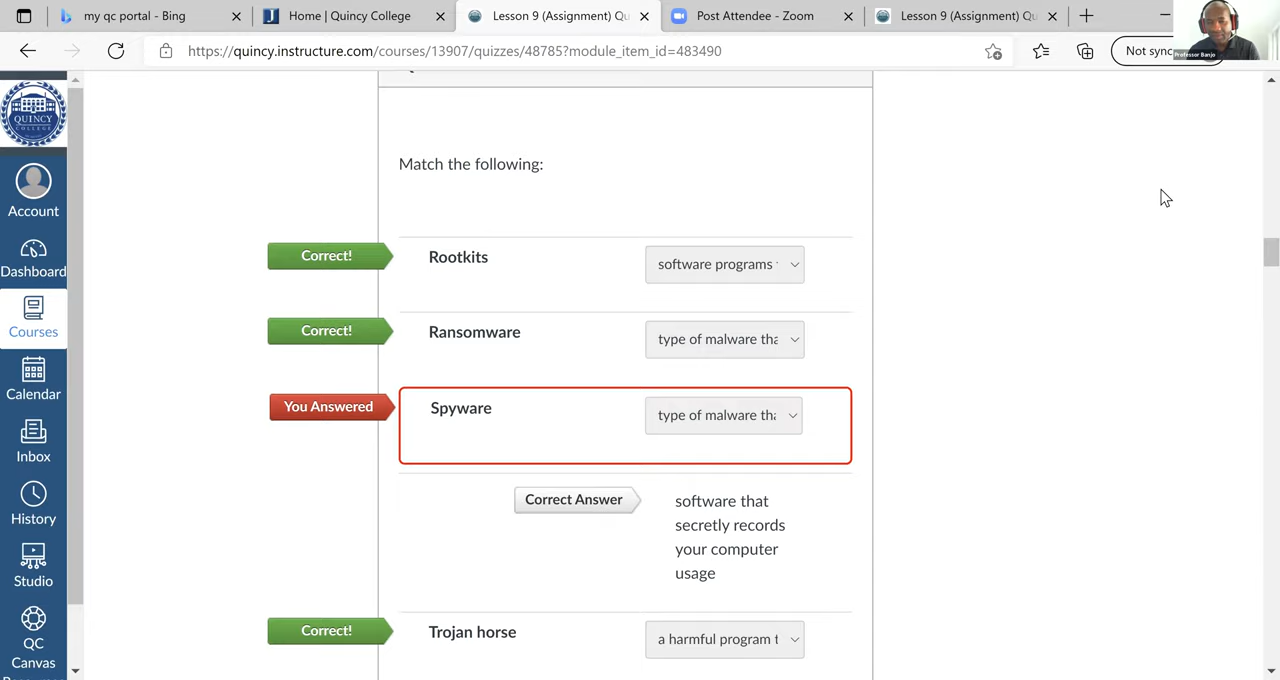 my qc portal - Bing
Home | Quincy College
Lesson 9 (Assignment) Qu
Post Attendee - Zoom
Lesson 9 (Assignment) Qu
https://quincy.instructure.com/courses/13907/quizzes/48785?module_item_id=483490
Not sync
Professor Banjo
QUINCY
COLLEGE
Account
Dashboard
Courses
Calendar
Inbox
History
Studio
QC
Canvas
Match the following:
Correct!
Rootkits
software programs
Correct!
Ransomware
type of malware tha
You Answered
Spyware
type of malware tha
Correct Answer
software that
secretly records
your computer
usage
Correct!
Trojan horse
a harmful program t